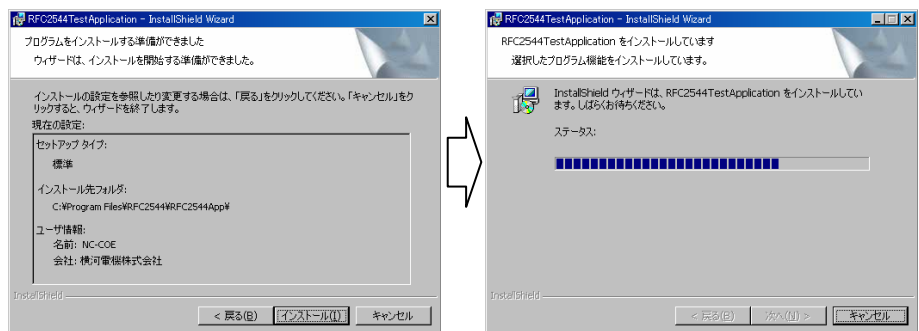 RFC2544TestApplication - InstallShield Wizard
プログラムをインストールする準備ができました
ウィザードは、インストールを開始する準備ができました。
インストールの設定を参照したり変更する場合は、「戻る」をクリックしてください。「キャンセル」をク
リックすると、ウィザードを終了します。
現在の設定:
セットアップ タイプ:
標準
インストール先フォルダ:
C:¥Program Files¥RFC2544¥RFC2544App¥
ユーザ情報:
名前: NC-COE
会社: 横河電機株式会社
InstallShield
< 戻る(B)
インストール(I)
キャンセル
RFC2544TestApplication - InstallShield Wizard
RFC2544TestApplication をインストールしています
選択したプログラム機能をインストールしています。
InstallShield ウィザードは、RFC2544TestApplication をインストールしてい
ます。しばらくお待ちください。
ステータス:
InstallShield
< 戻る(B)
次へ(N) >
キャンセル